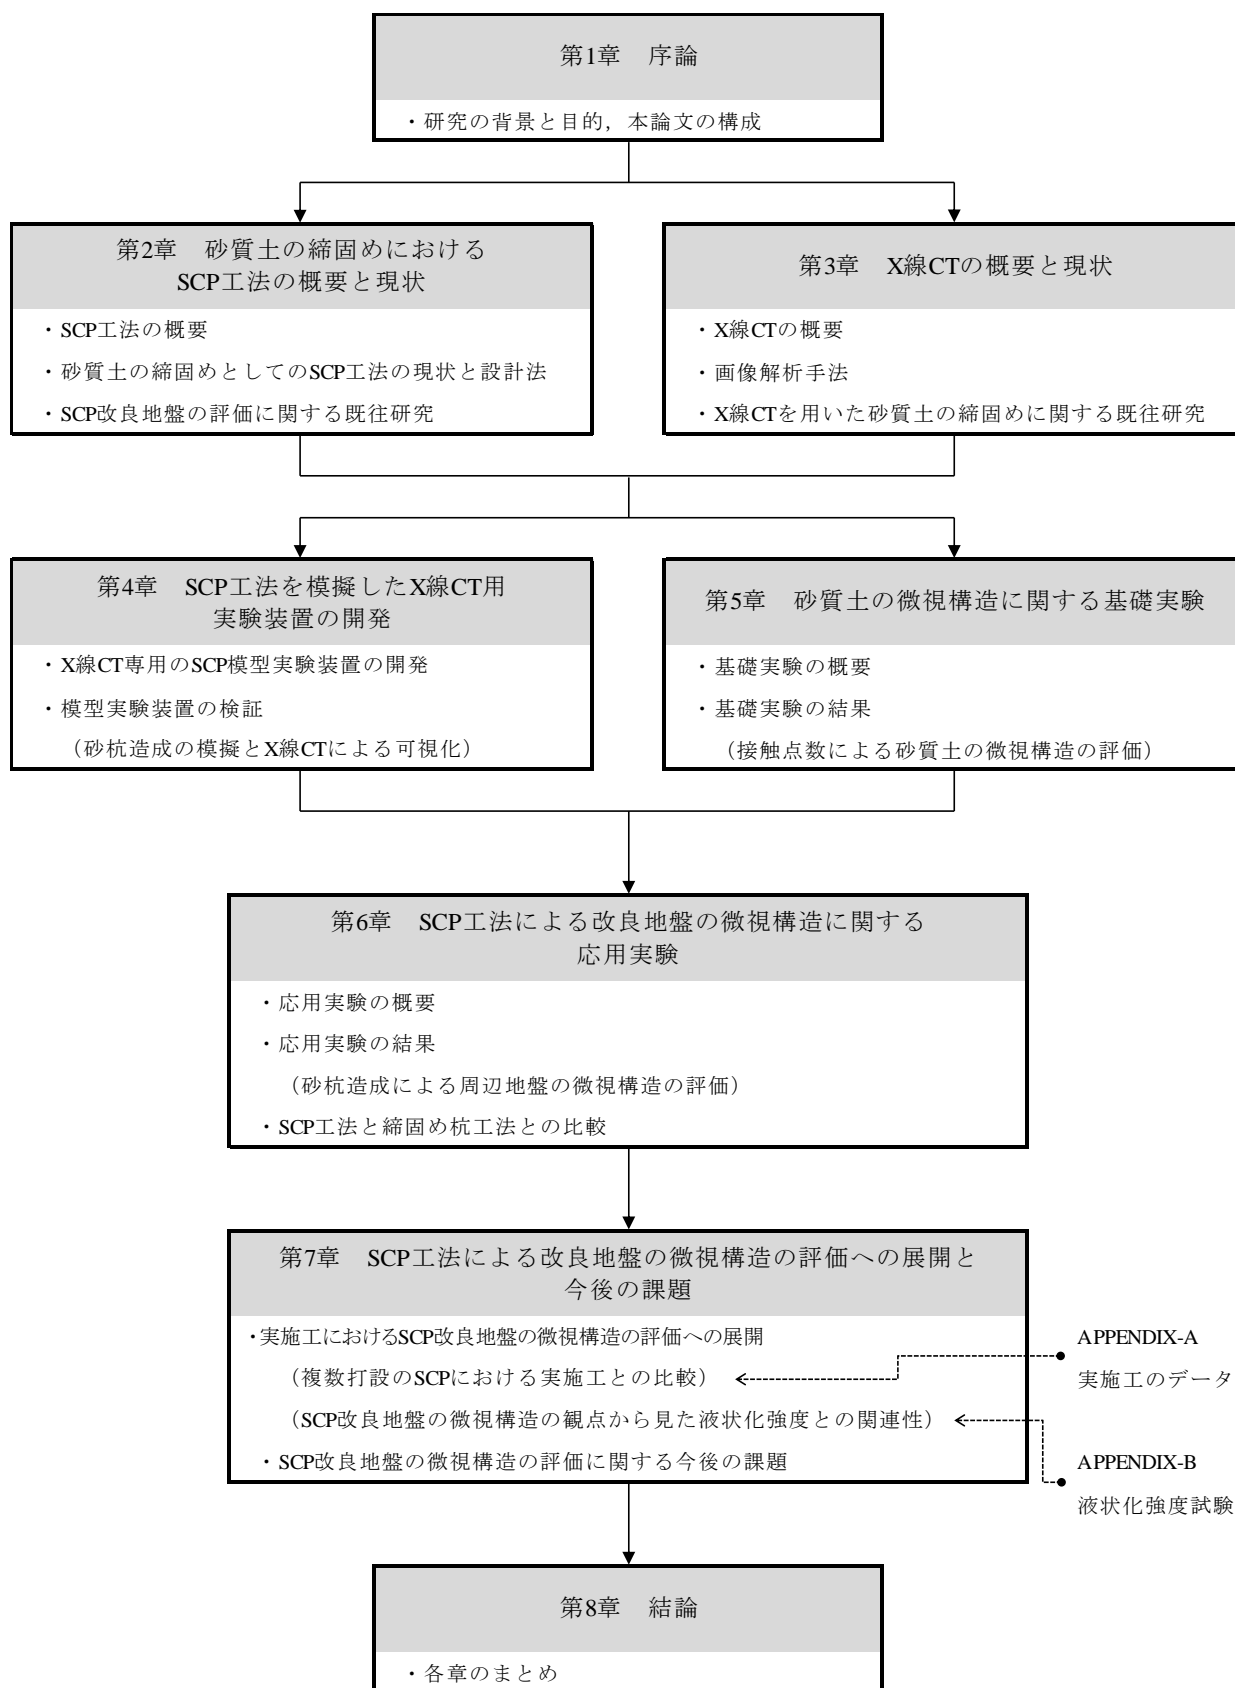 第1章　序論
・研究の背景と目的，本論文の構成
第2章　砂質土の締固めにおける
SCP工法の概要と現状
・SCP工法の概要
・砂質土の締固めとしてのSCP工法の現状と設計法
・SCP改良地盤の評価に関する既往研究
第3章　X線CTの概要と現状
・X線CTの概要
・画像解析手法
・X線CTを用いた砂質土の締固めに関する既往研究
第4章　SCP工法を模擬したX線CT用
実験装置の開発
・X線CT専用のSCP模型実験装置の開発
・模型実験装置の検証
（砂杭造成の模擬とX線CTによる可視化）
第5章　砂質土の微視構造に関する基礎実験
・基礎実験の概要
・基礎実験の結果
（接触点数による砂質土の微視構造の評価）
第6章　SCP工法による改良地盤の微視構造に関する
応用実験
・応用実験の概要
・応用実験の結果
（砂杭造成による周辺地盤の微視構造の評価）
・SCP工法と締固め杭工法との比較
第7章　SCP工法による改良地盤の微視構造の評価への展開と
今後の課題
・実施工におけるSCP改良地盤の微視構造の評価への展開
（複数打設のSCPにおける実施工との比較）
（SCP改良地盤の微視構造の観点から見た液状化強度との関連性）
・SCP改良地盤の微視構造の評価に関する今後の課題
APPENDIX-A
実施工のデータ
APPENDIX-B
液状化強度試験
第8章　結論
・各章のまとめ